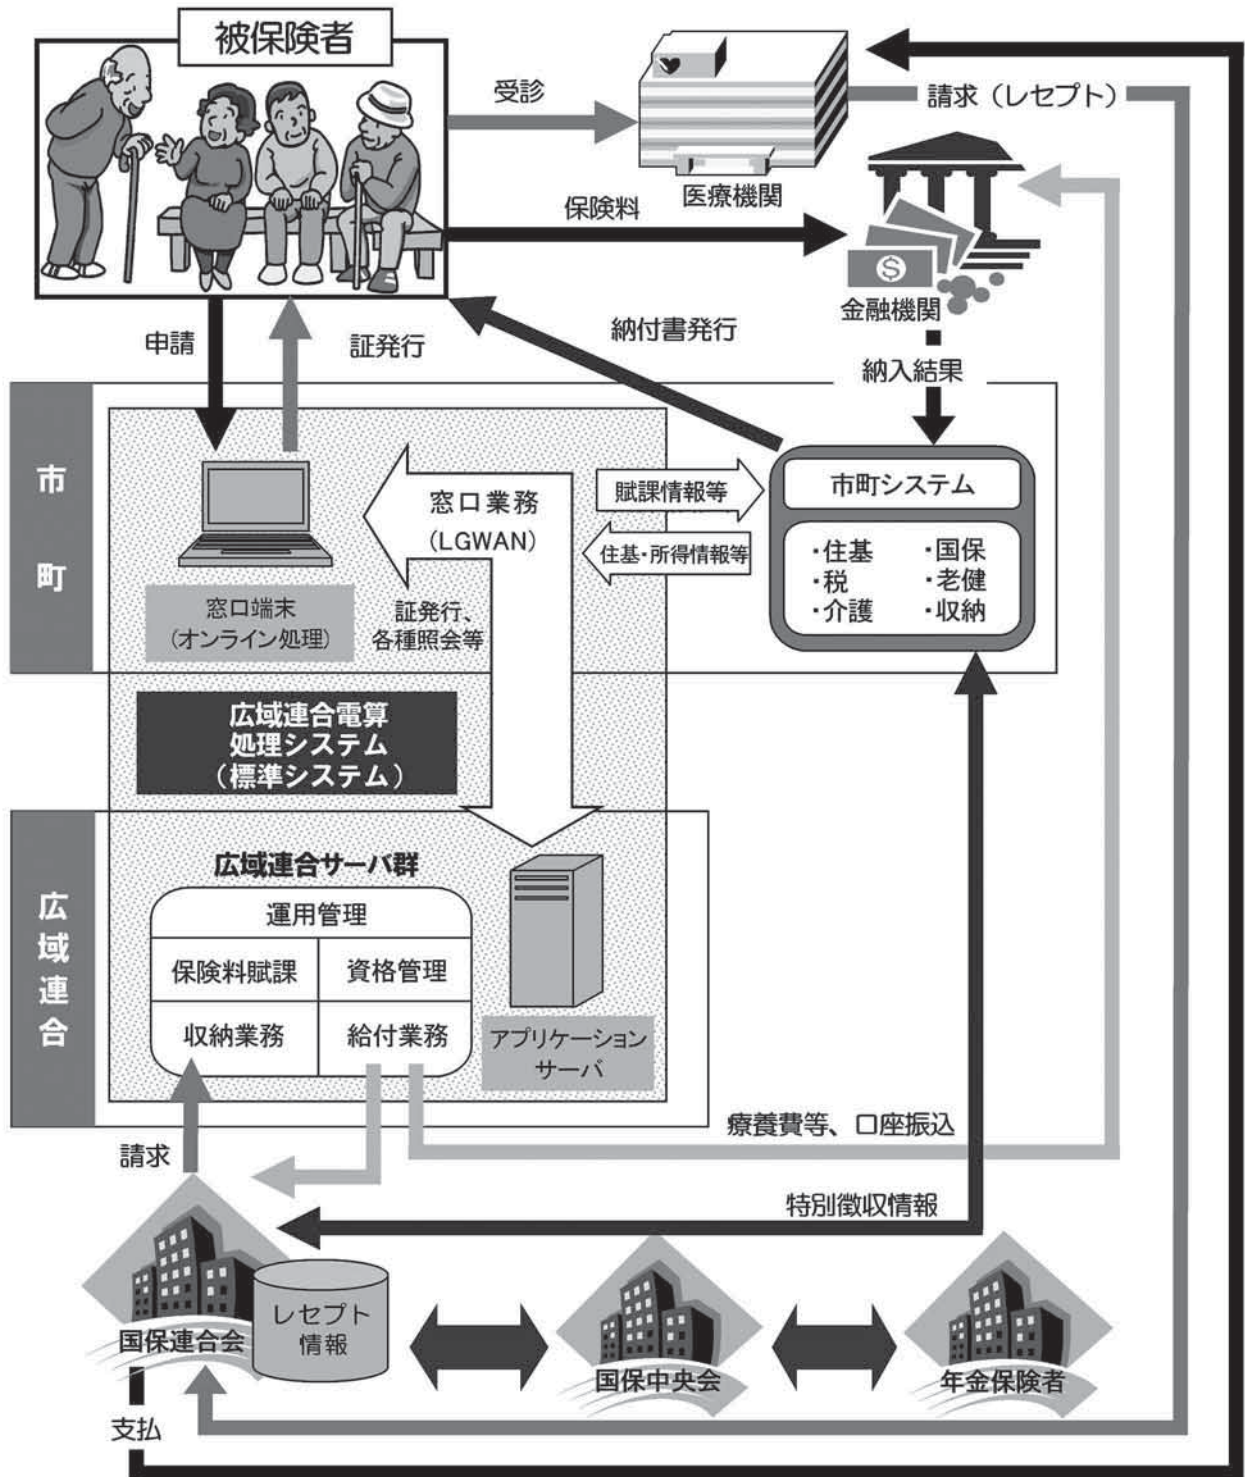 被保険者
受診
医療機関
請求（レセプト）
保険料
金融機関
申請
証発行
納付書発行
納入結果
市町
窓口端末
(オンライン処理)
窓口業務
(LGWAN)
証発行、
各種照会等
賦課情報等
住基・所得情報等
市町システム
・住基
・国保
・税
・老健
・介護
・収納
広域連合電算
処理システム
（標準システム）
広域連合
広域連合サーバ群
運用管理
保険料賦課
資格管理
収納業務
給付業務
アプリケーション
サーバ
療養費等、口座振込
請求
特別徴収情報
国保連合会
レセプト
情報
国保中央会
年金保険者
支払